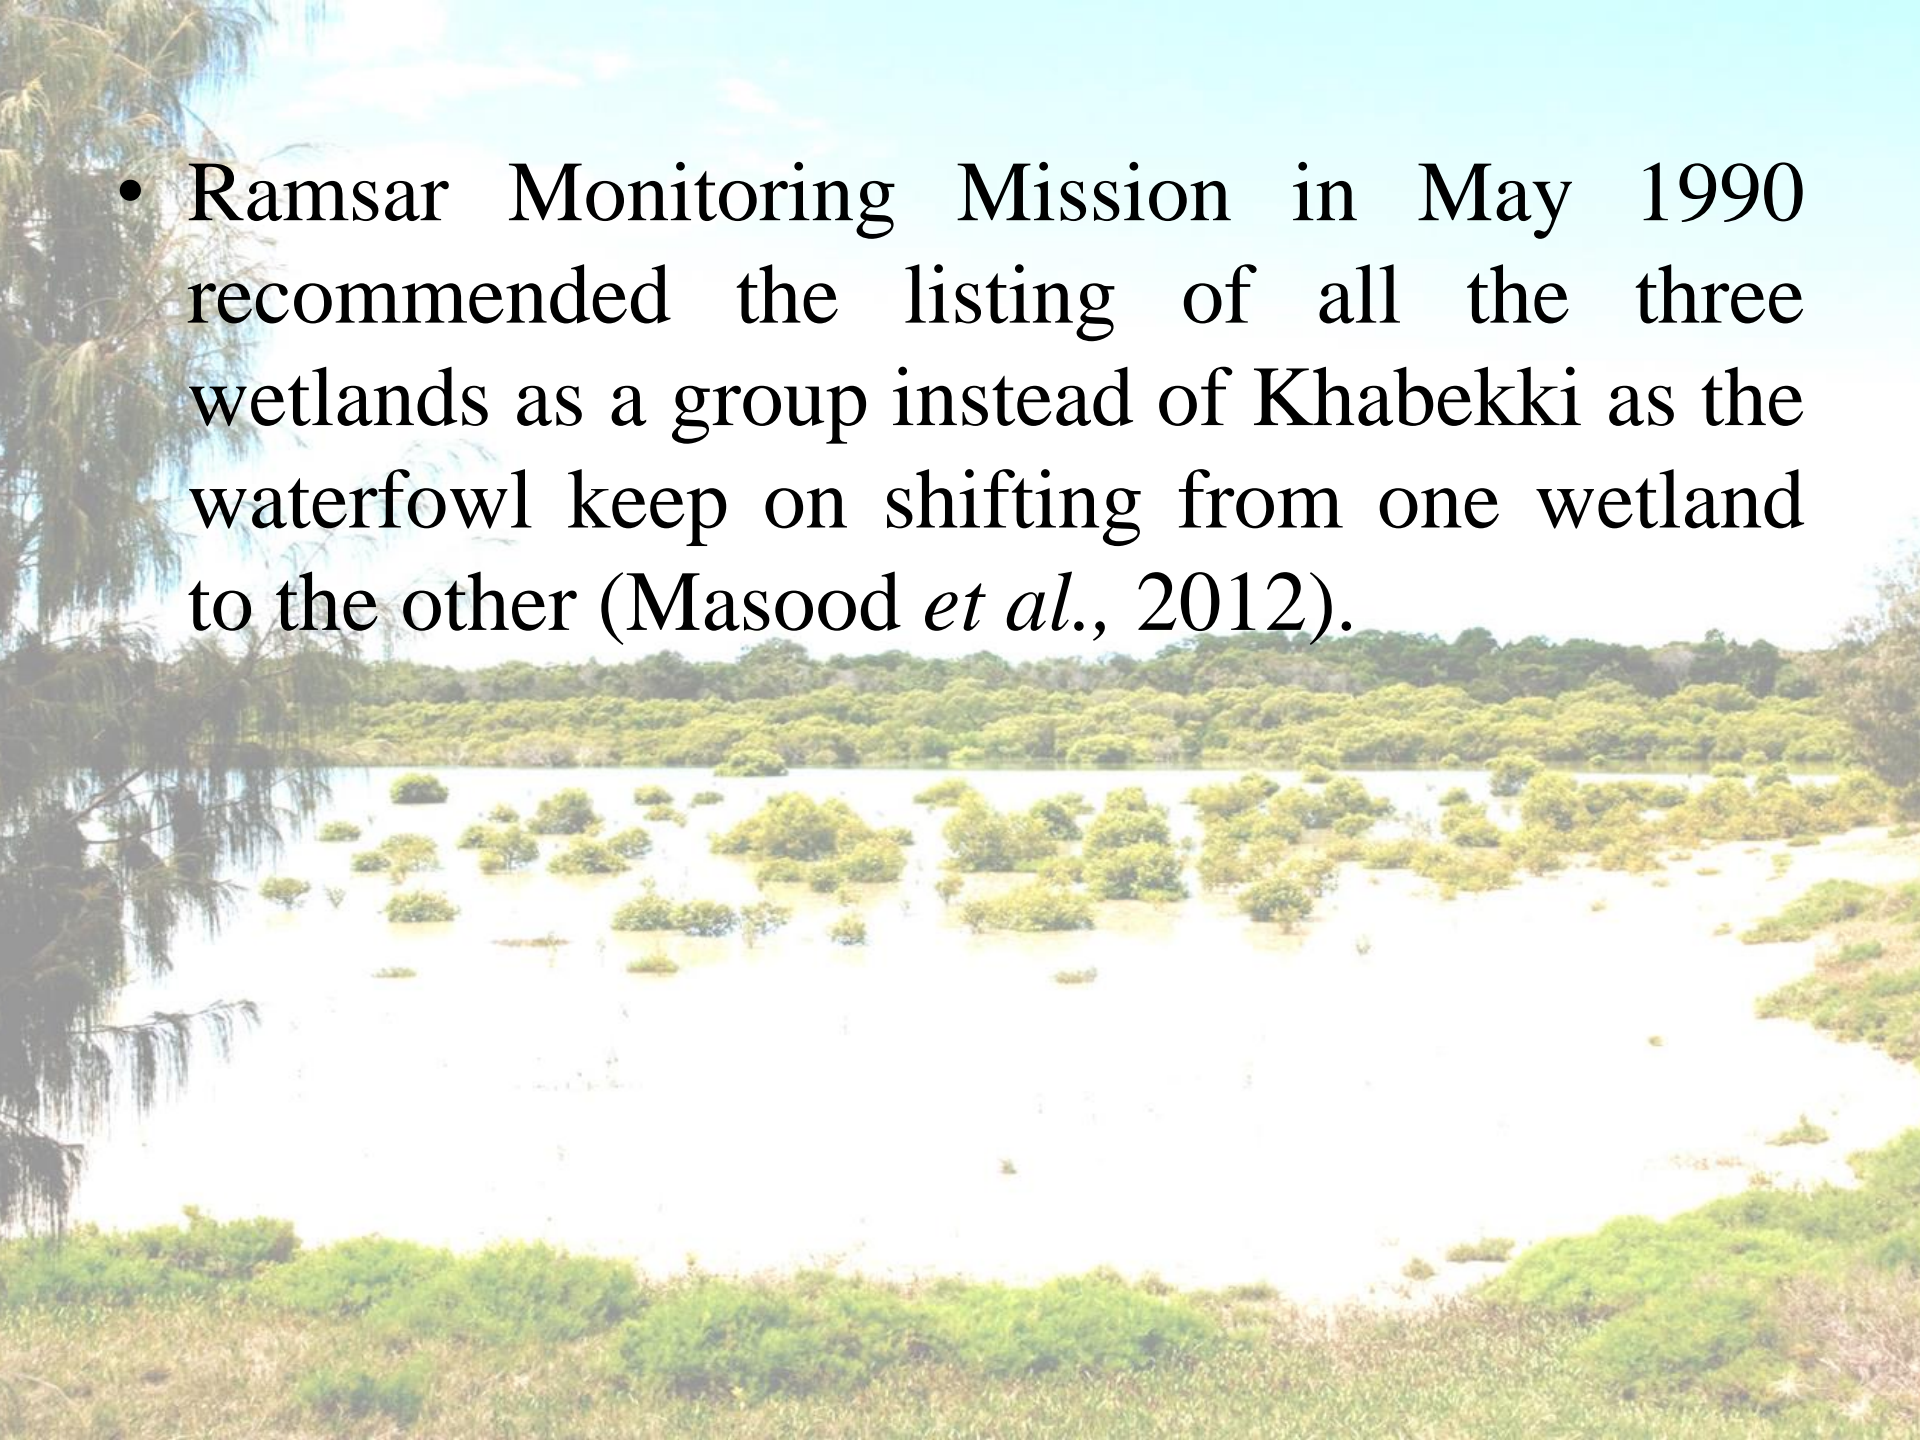 • Ramsar Monitoring Mission in May 1990
recommended the listing of all the three
wetlands as a group instead of Khabekki as the
waterfowl keep on shifting from one wetland
to the other (Masood et al., 2012).